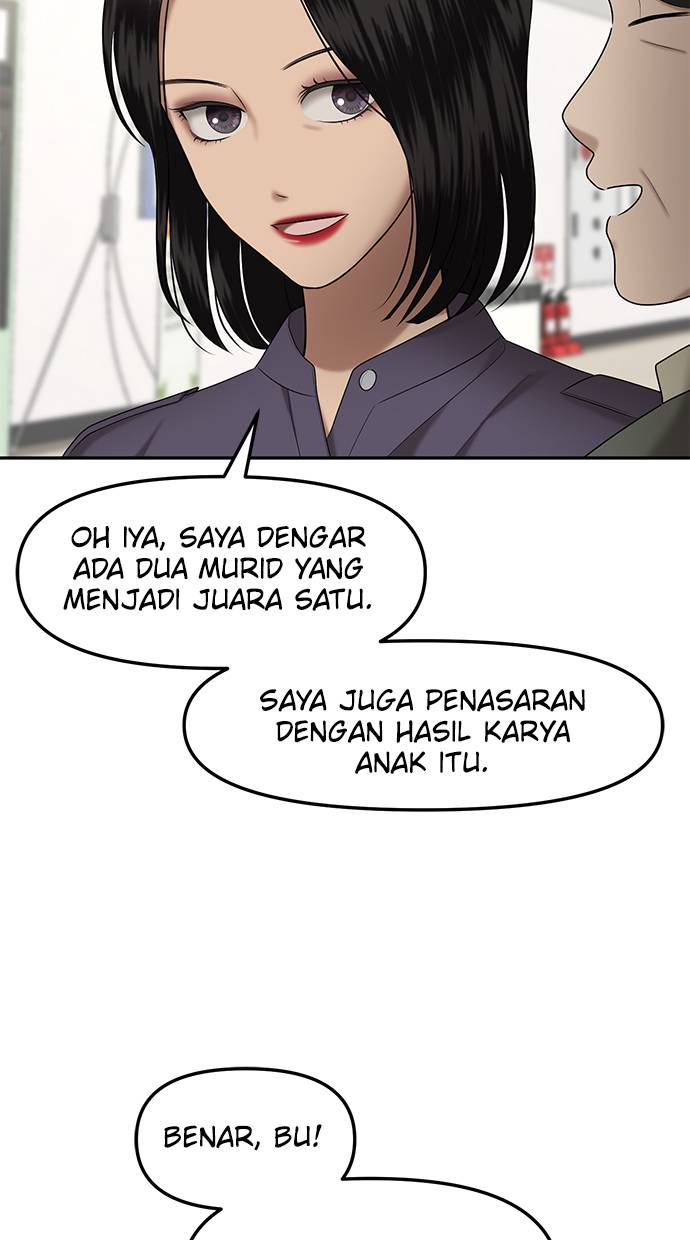 OH IYA, SAYA DENGAR
ADA DUA MURID YANG
MENJADI JUARA SATU.
SAYA JUGA PENASARAN
DENGAN HASIL KARYA
ANAK ITU.
BENAR, BU!